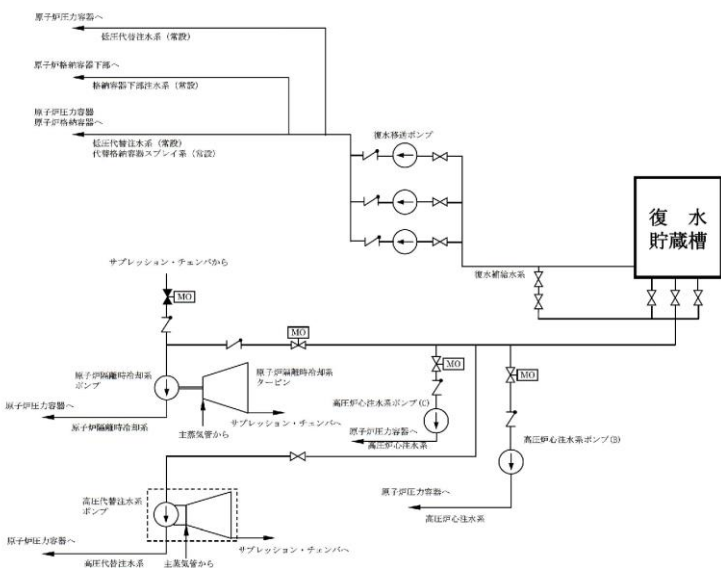 原子炉圧力容器へ
低圧代替注水系(常設)
原子炉格納容器下部へ
格納容器下部注水系(常設)
原子炉圧力容器
原子炉格納容器へ
低圧代替注水系(常設)
代替格納容器スプレイ系(常設)
復水移送ポンプ
復水
貯蔵槽
復水補給水系
サプレッション・チェンバから
MO
MO
原子炉隔離時冷却系
ポンプ
原子炉隔離時冷却系
タービン
MO
MO
原子炉圧力容器へ
原子炉隔離時冷却系
主蒸気管から
サプレッション・チェンバへ
高圧炉心注水系ポンプ(C)
原子炉圧力容器へ
高圧炉心注水系
高圧炉心注水系ポンプ(B)
原子炉圧力容器へ
高圧炉心注水系
高圧代替注水系
ポンプ
原子炉圧力容器へ
高圧代替注水系
主蒸気管から
サプレッション・チェンバへ